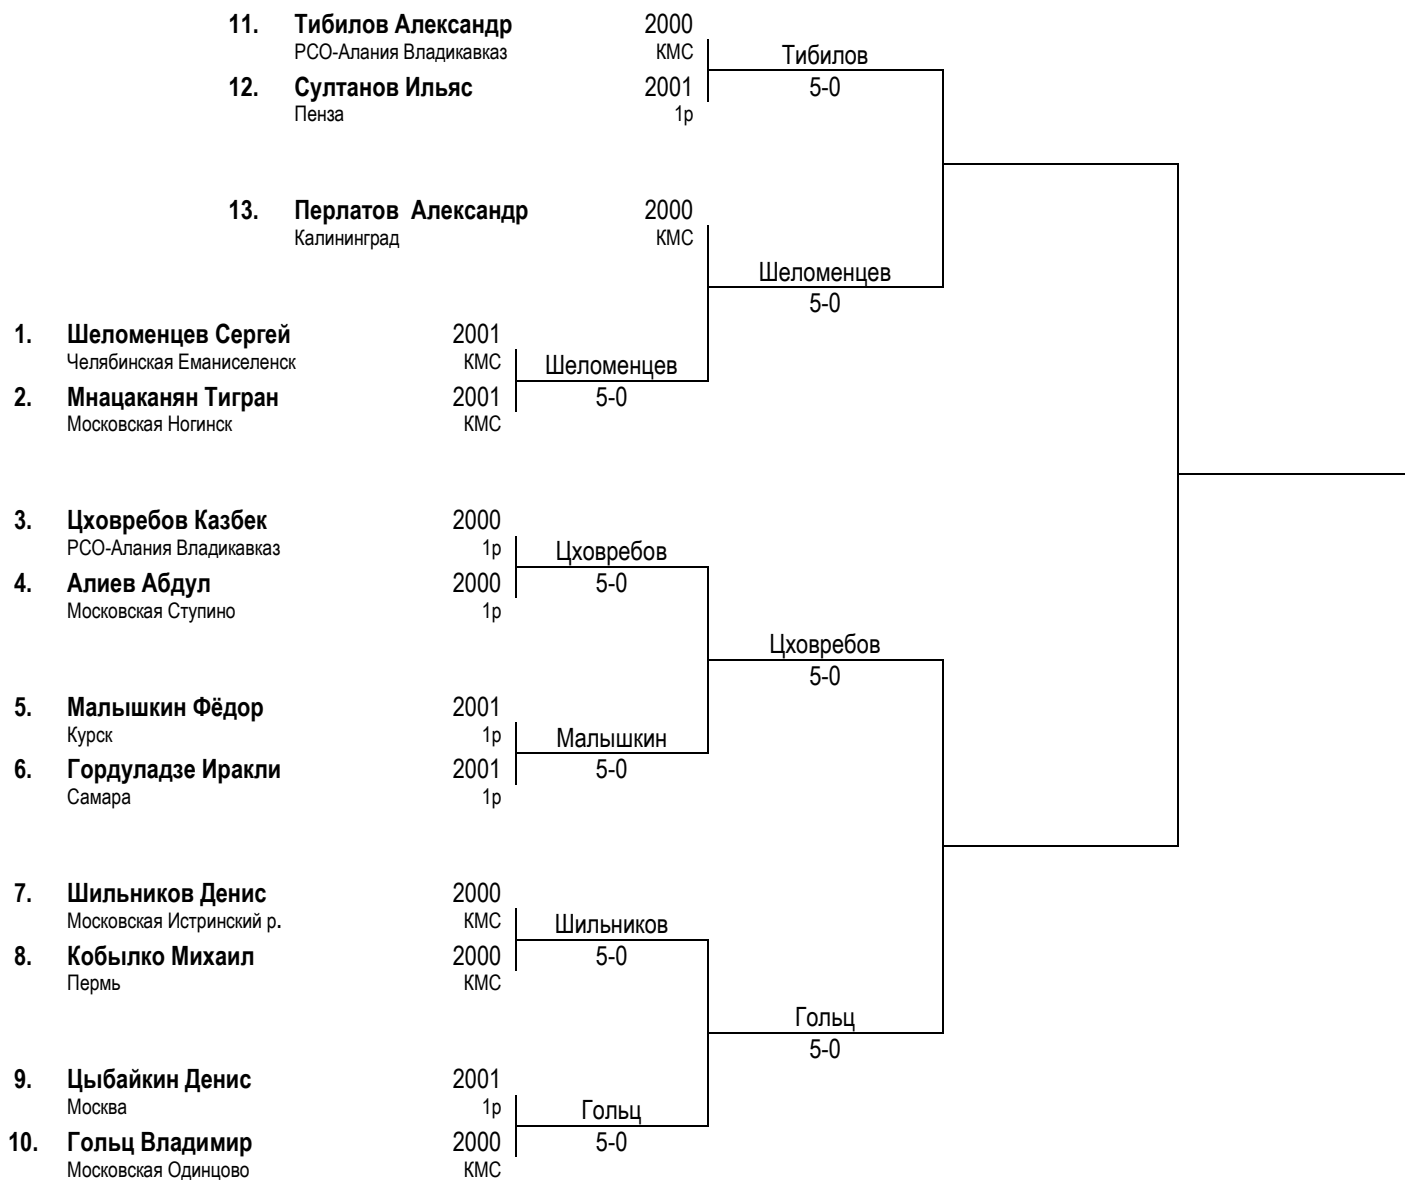 11. Тибилов Александр 2000
РСО-Алания Владикавказ КМС
Тибилов
12. Султанов Ильяс 2001
5-0
Пенза 1р
13. Перлатов Александр 2000
Калининград КМС
Шеломенцев
5-0
1. Шеломенцев Сергей 2001
Челябинская Еманиселенск КМС
Шеломенцев
2. Мнацаканян Тигран 2001
5-0
Московская Ногинск КМС
3. Цховребов Казбек 2000
РСО-Алания Владикавказ 1р
Цховребов
4. Алиев Абдул 2000
5-0
Московская Ступино 1р
Цховребов
5-0
5. Малышкин Фёдор 2001
Курск 1р
Малышкин
6. Гордуладзе Иракли 2001
5-0
Самара 1р
7. Шильников Денис 2000
Московская Истринский р. КМС
Шильников
8. Кобылко Михаил 2000
5-0
Пермь КМС
Гольц
5-0
9. Цыбайкин Денис 2001
Москва 1р
Гольц
10. Гольц Владимир 2000
5-0
Московская Одинцово КМС